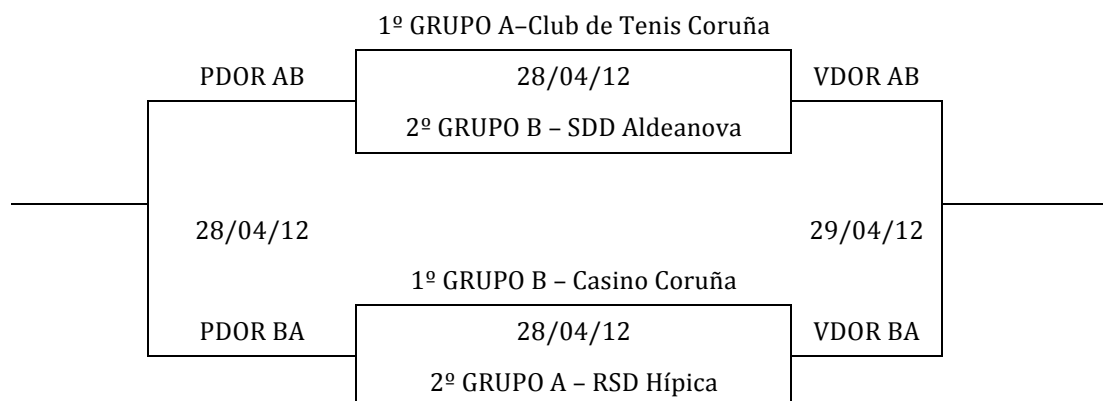 1º GRUPO A–Club de Tenis Coruña
PDOR AB 28/04/12 VDOR AB
2º GRUPO B – SDD Aldeanova
28/04/12 29/04/12
1º GRUPO B – Casino Coruña
PDOR BA 28/04/12 VDOR BA
2º GRUPO A – RSD Hípica